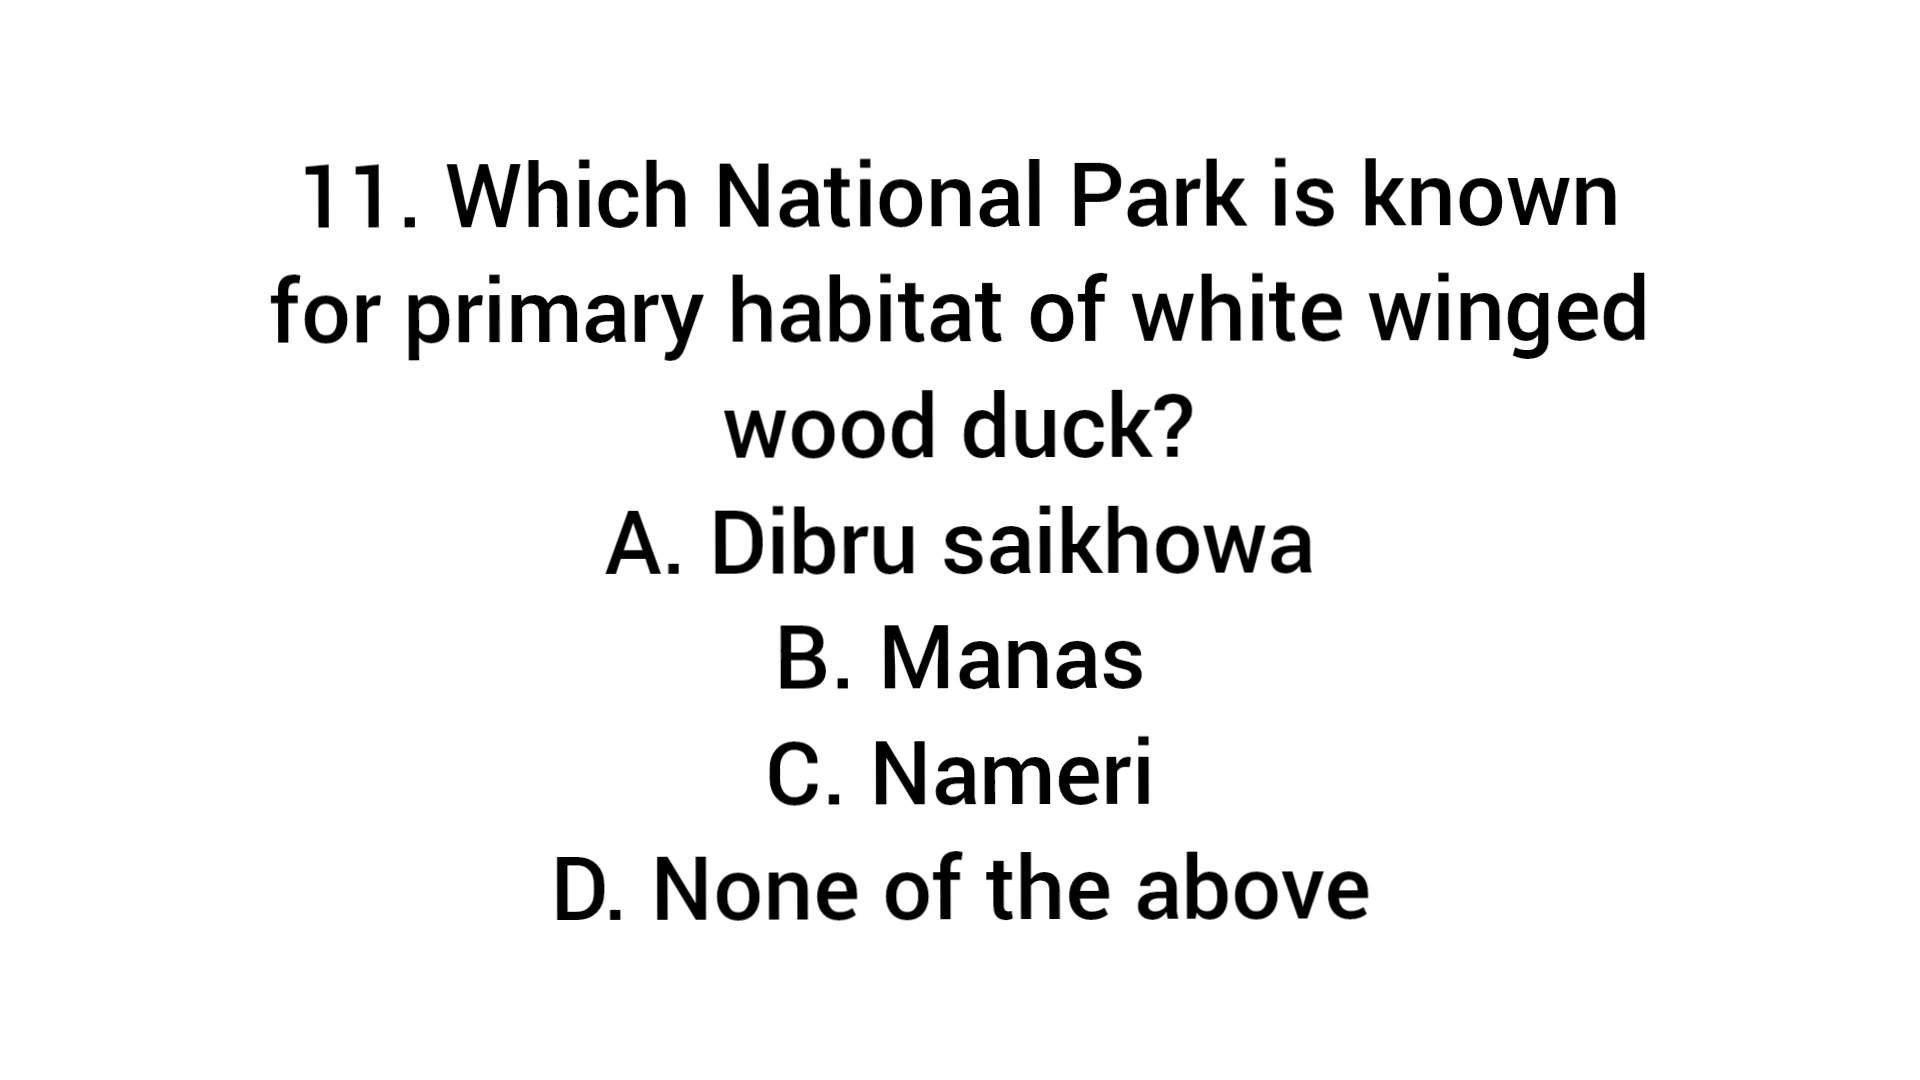 11. Which National Park is known
for primary habitat of white winged
wood duck?
A. Dibru saikhowa
B. Manas
C. Nameri
D. None of the above